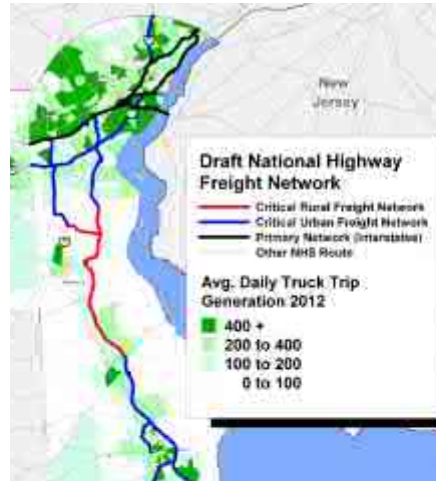 New
Jersey
Draft National Highway
Freight Network
Critical Rural Freight Network
Critical Urban Freight Network
Primary Network (Interstates)
Other NHS Route
Avg. Daily Truck Trip
Generation 2012
400 +
200 to 400
100 to 200
0 to 100